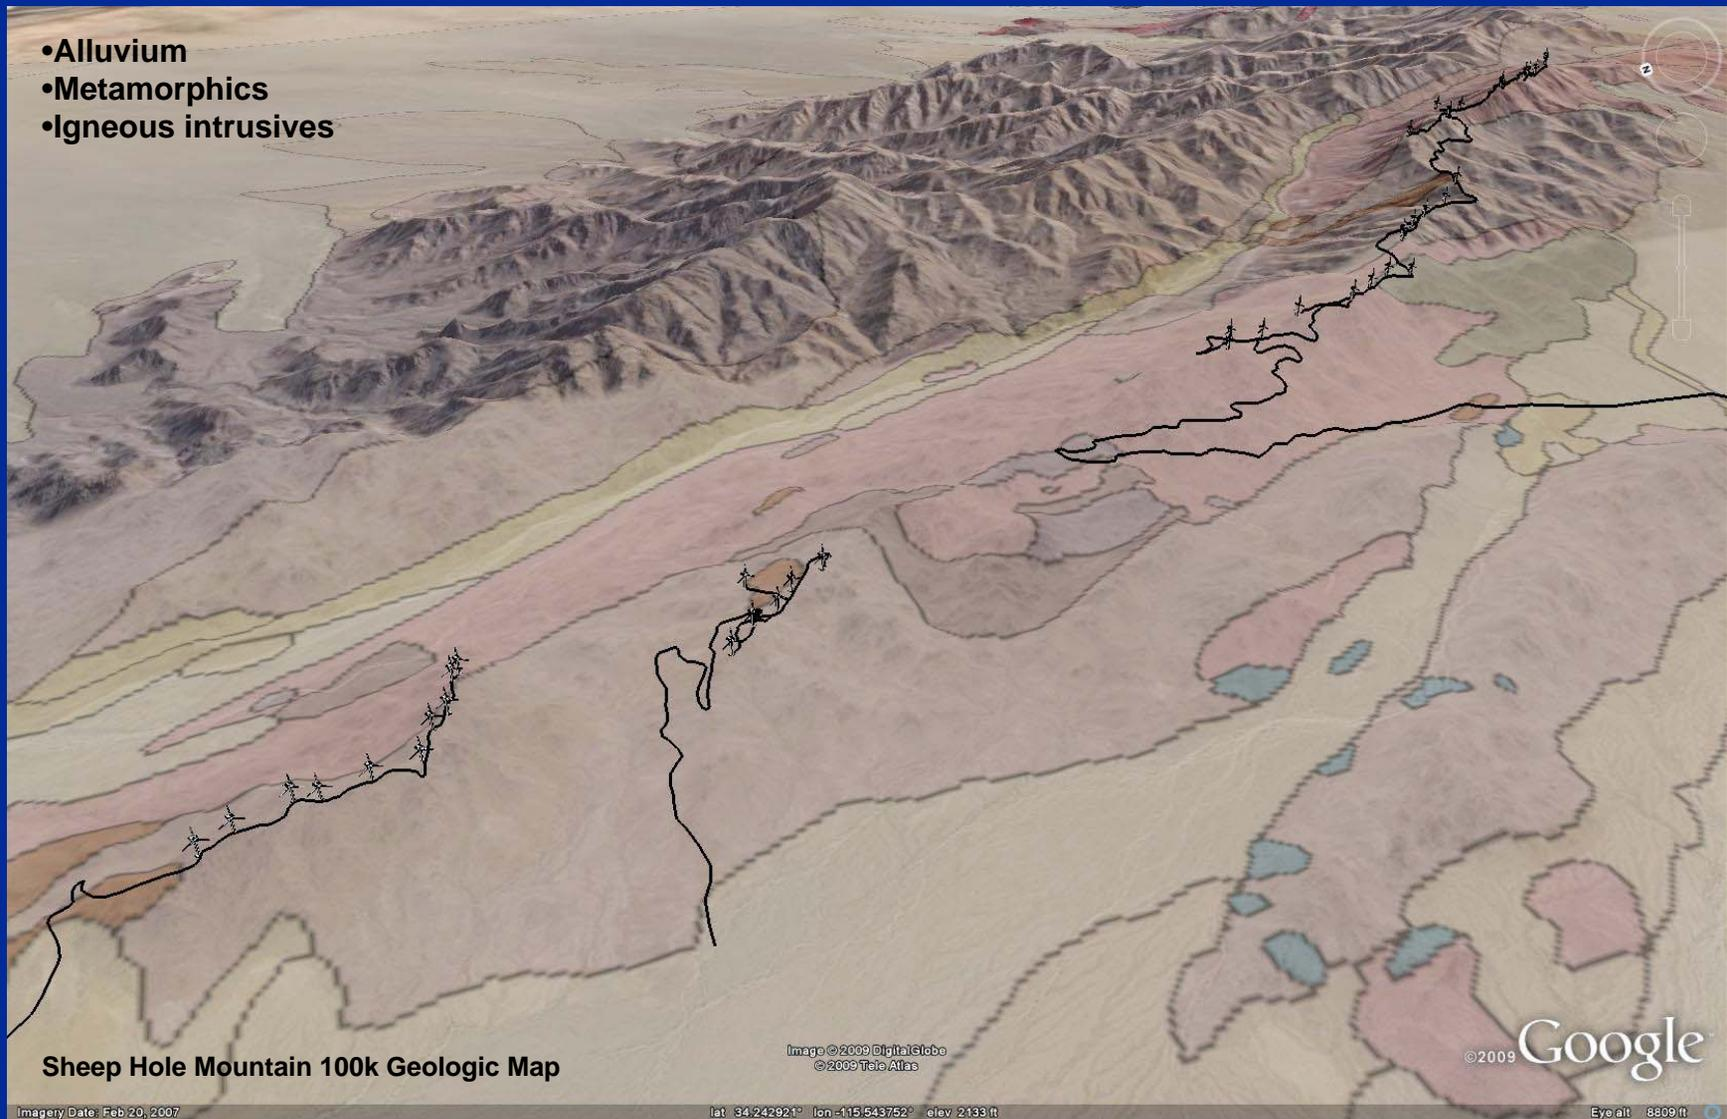 •Alluvium
•Metamorphics
•Igneous intrusives
N
Sheep Hole Mountain 100k Geologic Map
Image © 2009 DigitalGlobe
© 2009 Tele Atlas
©2009 Google
Imagery Date: Feb 20, 2007
lat 34.242921° lon -115.543752° elev 2133 ft
Eye alt 8809 ft